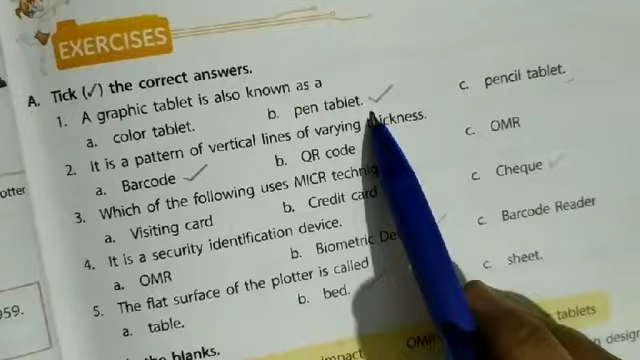 EXERCISES
A. Tick (✓) the correct answers.
1. A graphic tablet is also known as a
a. color tablet. b. pen tablet. ✓ c. pencil tablet.
2. It is a pattern of vertical lines of varying thickness.
a. Barcode ✓ b. QR code c. OMR
3. Which of the following uses MICR
a. Visiting card b. Credit card c. Cheque ✓
4. It is a security identification device.
a. OMR b. Biometric c. Barcode Reader
5. The flat surface of the plotter is called
a. table. b. bed. c. sheet.
otter
959.
blanks.
impact
tablets
design